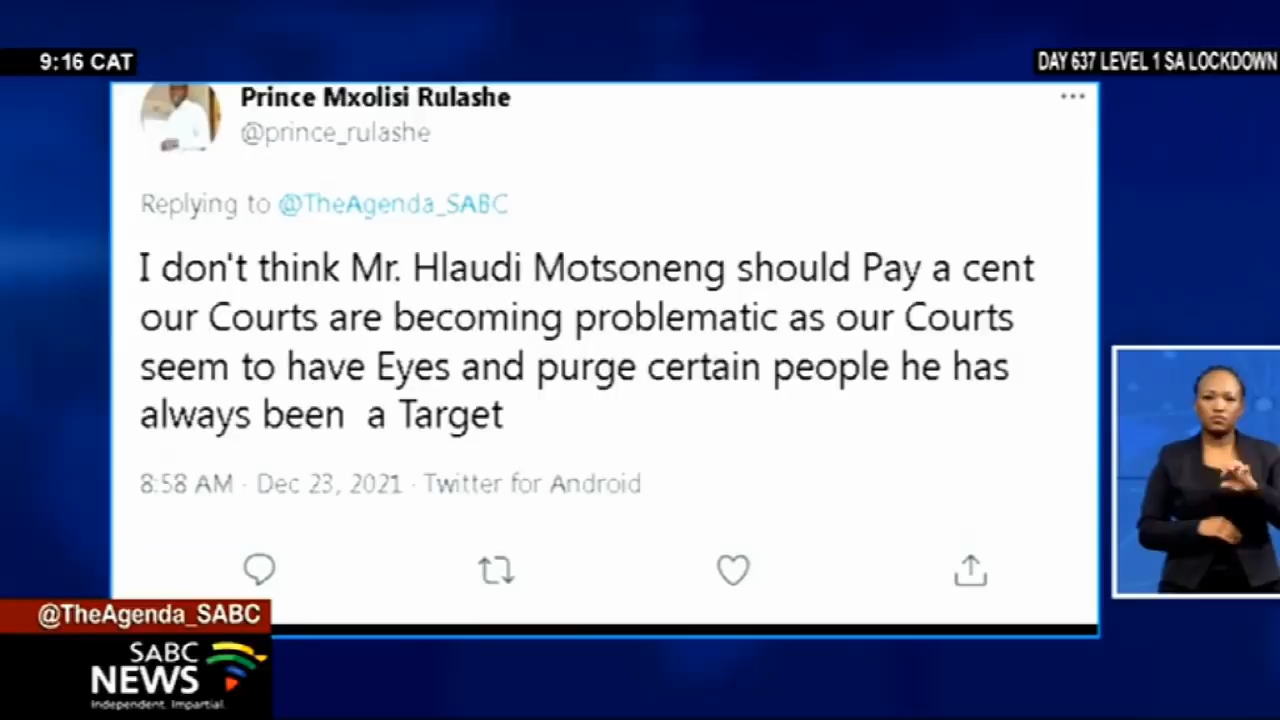 9:16 CAT
DAY 637 LEVEL 1 SA LOCKDOWN
Prince Mxolisi Rulashe
@prince_rulashe
Replying to @TheAgenda_SABC
I don't think Mr. Hlaudi Motsoneng should Pay a cent
our Courts are becoming problematic as our Courts
seem to have Eyes and purge certain people he has
always been a Target
8:58 AM · Dec 23, 2021 · Twitter for Android
@TheAgenda_SABC
SABC
NEWS
Independent. Impartial.